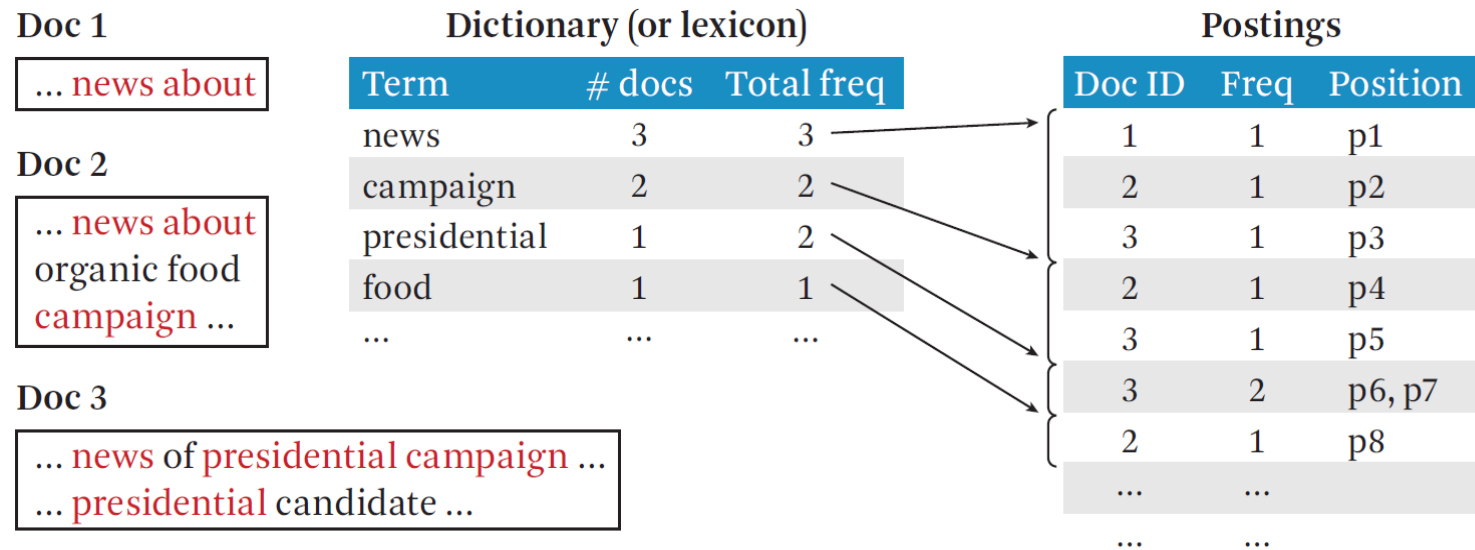 Doc 1
... news about
Doc 2
... news about
organic food
campaign ...
Doc 3
... news of presidential campaign ...
... presidential candidate ...
Dictionary (or lexicon)
Term # docs Total freq
news 3 3
campaign 2 2
presidential 1 2
food 1 1
... ... ...
Postings
Doc ID Freq Position
1 1 p1
2 1 p2
3 1 p3
2 1 p4
3 1 p5
3 2 p6, p7
2 1 p8
... ...
... ...